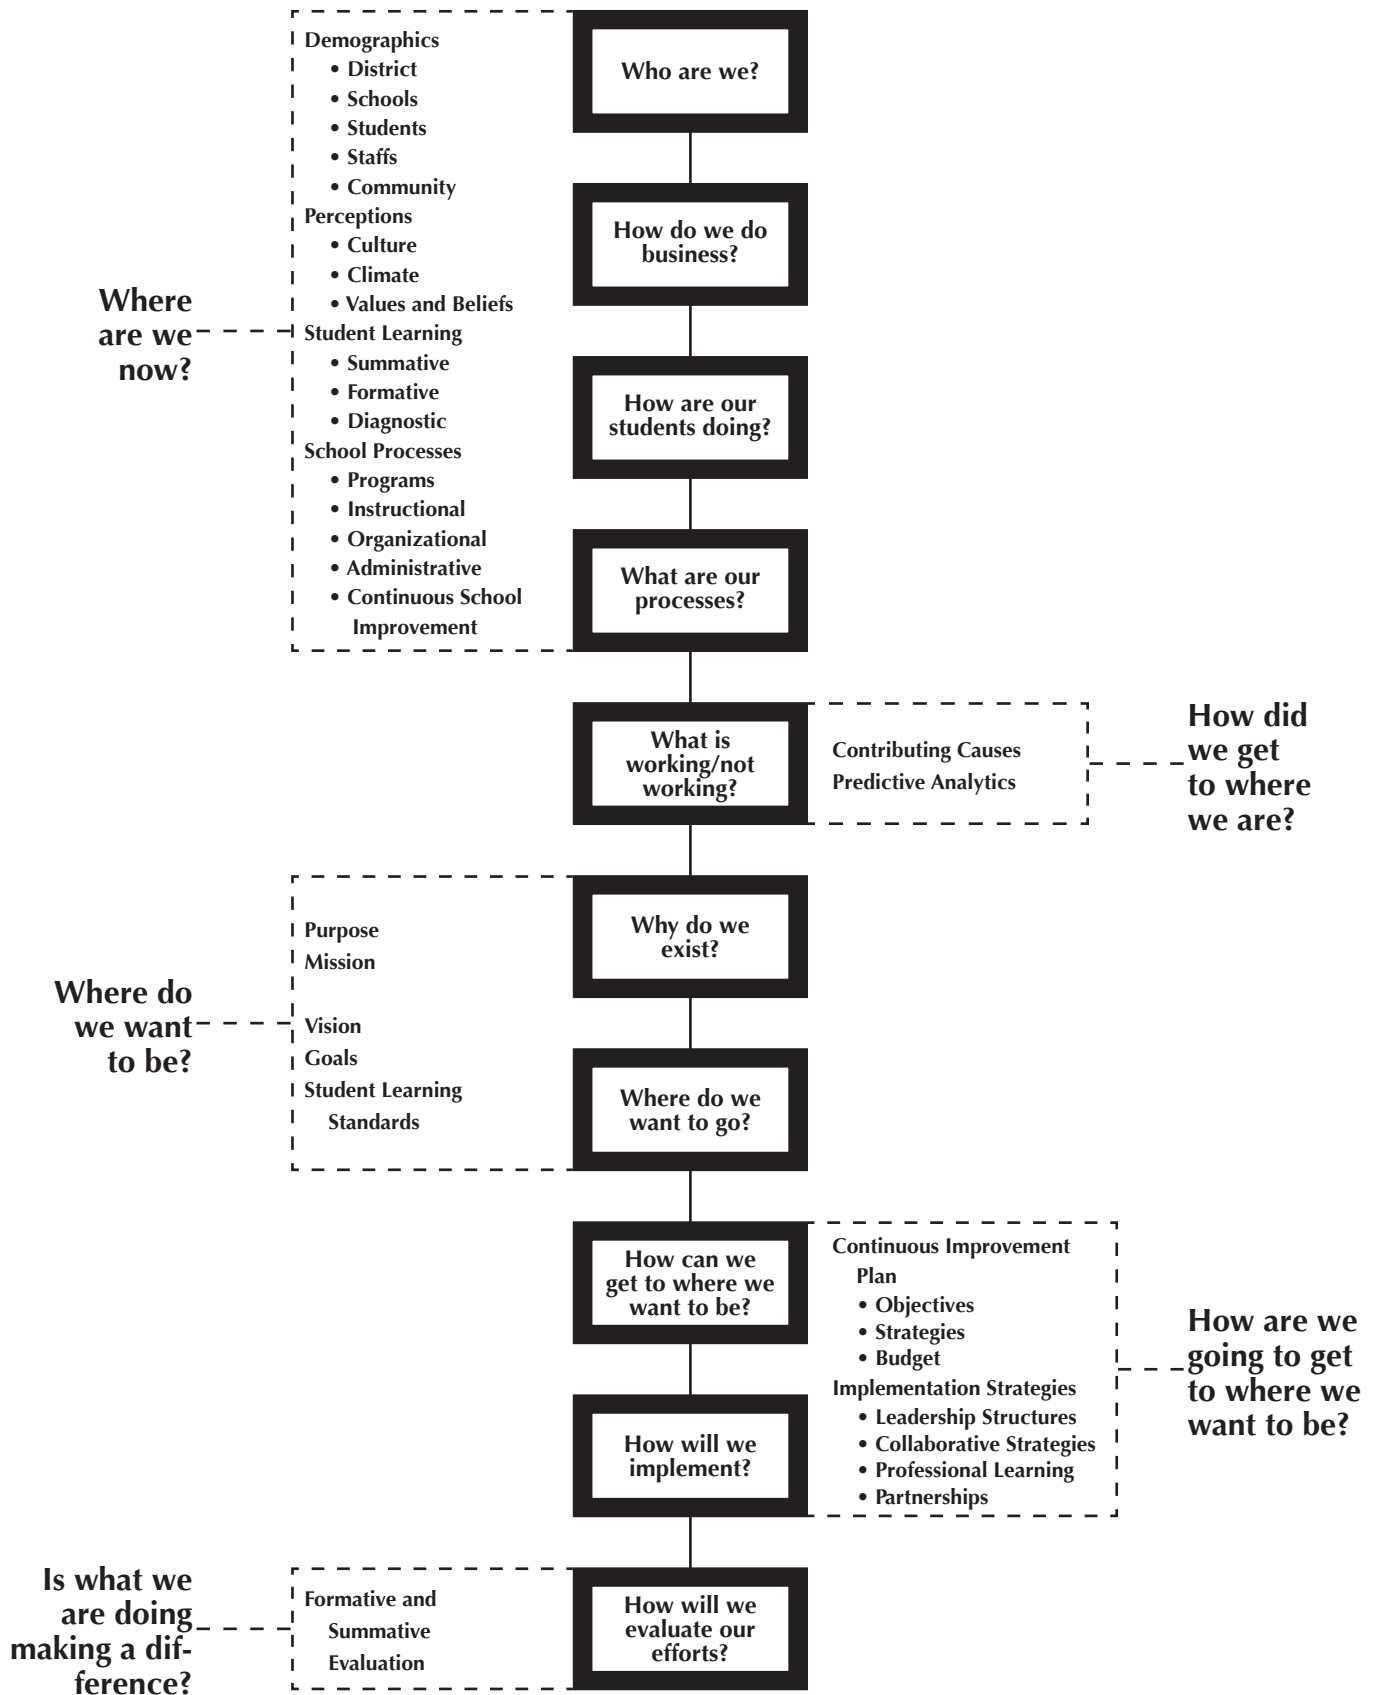 Where
are we
now?
Demographics
• District
• Schools
• Students
• Staffs
• Community
Perceptions
• Culture
• Climate
• Values and Beliefs
Student Learning
• Summative
• Formative
• Diagnostic
School Processes
• Programs
• Instructional
• Organizational
• Administrative
• Continuous School
Improvement
Who are we?
How do we do
business?
How are our
students doing?
What are our
processes?
What is
working/not
working?
Contributing Causes
Predictive Analytics
How did
we get
to where
we are?
Where do
we want
to be?
Purpose
Mission
Vision
Goals
Student Learning
Standards
Why do we
exist?
Where do we
want to go?
How can we
get to where we
want to be?
How will we
implement?
Continuous Improvement
Plan
• Objectives
• Strategies
• Budget
Implementation Strategies
• Leadership Structures
• Collaborative Strategies
• Professional Learning
• Partnerships
How are we
going to get
to where we
want to be?
Is what we
are doing
making a dif-
ference?
Formative and
Summative
Evaluation
How will we
evaluate our
efforts?